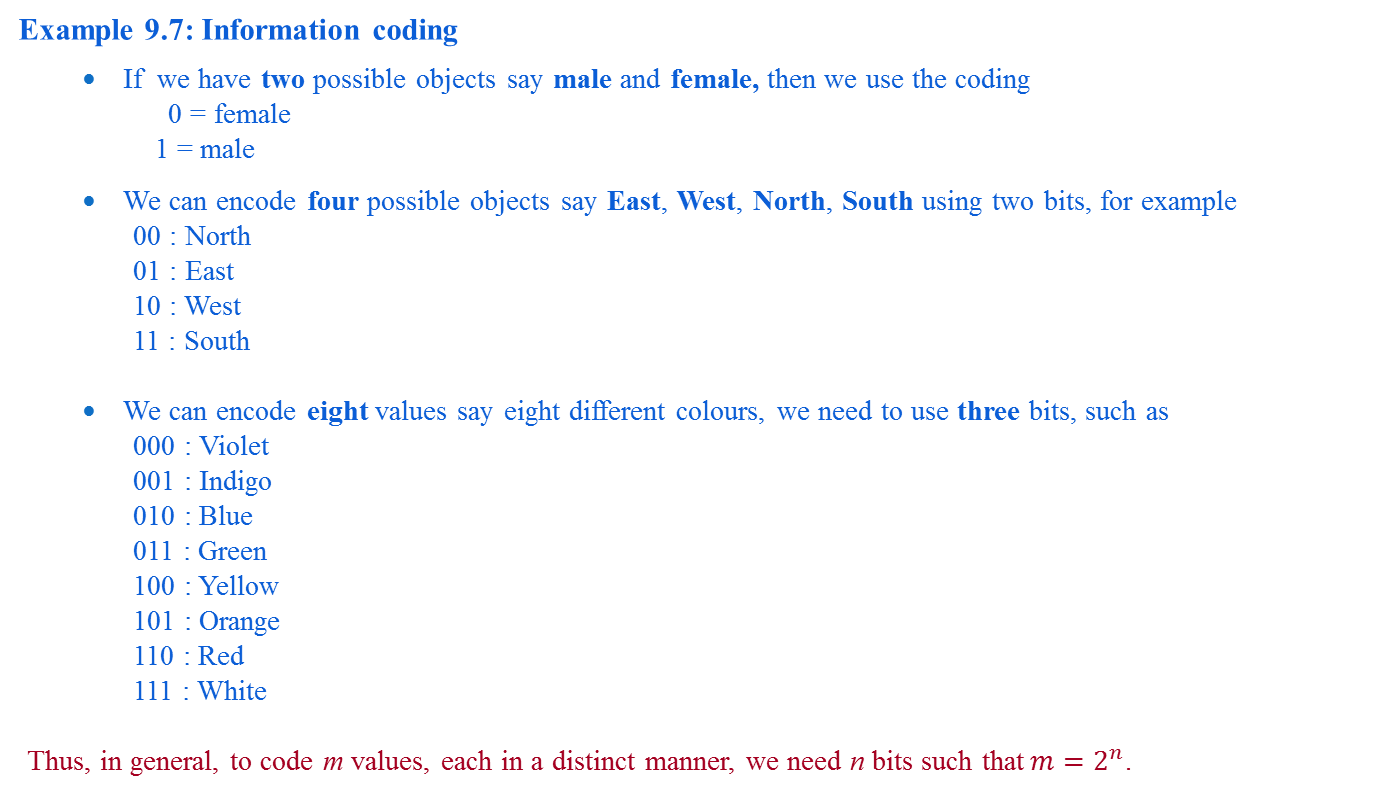 Example 9.7: Information coding
• If we have two possible objects say male and female, then we use the coding
0 = female
1 = male
• We can encode four possible objects say East, West, North, South using two bits, for example
00 : North
01 : East
10 : West
11 : South
• We can encode eight values say eight different colours, we need to use three bits, such as
000 : Violet
001 : Indigo
010 : Blue
011 : Green
100 : Yellow
101 : Orange
110 : Red
111 : White
Thus, in general, to code m values, each in a distinct manner, we need n bits such that m = 2ⁿ.